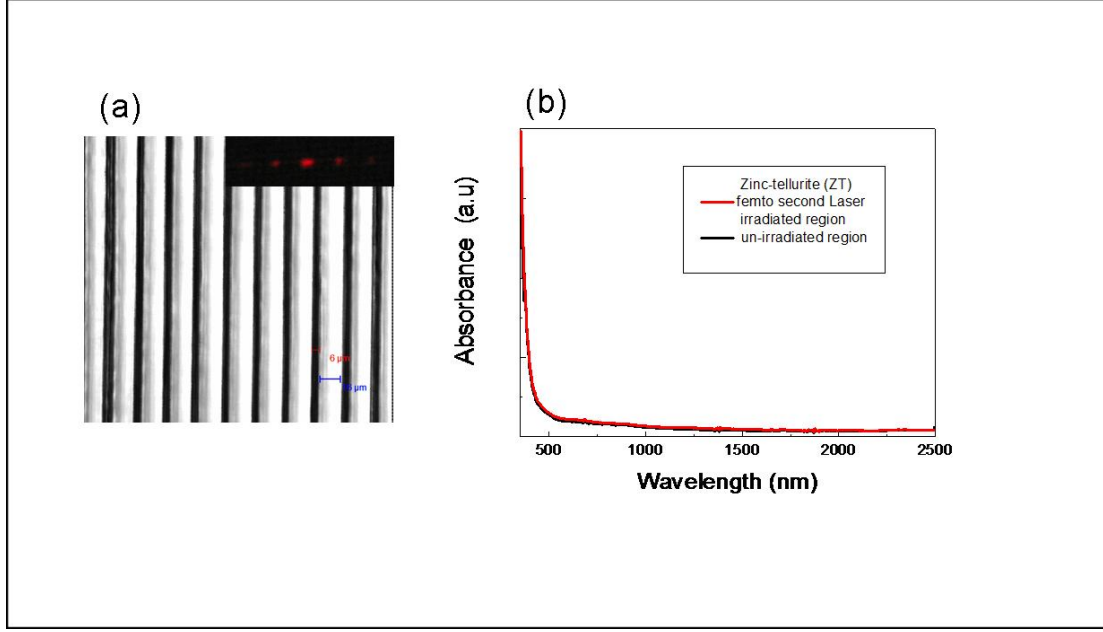 (a)
6 µm
(b)
Absorbance (a.u)
Zinc-tellurite (ZT)
femto second Laser
irradiated region
un-irradiated region
500 1000 1500 2000 2500
Wavelength (nm)